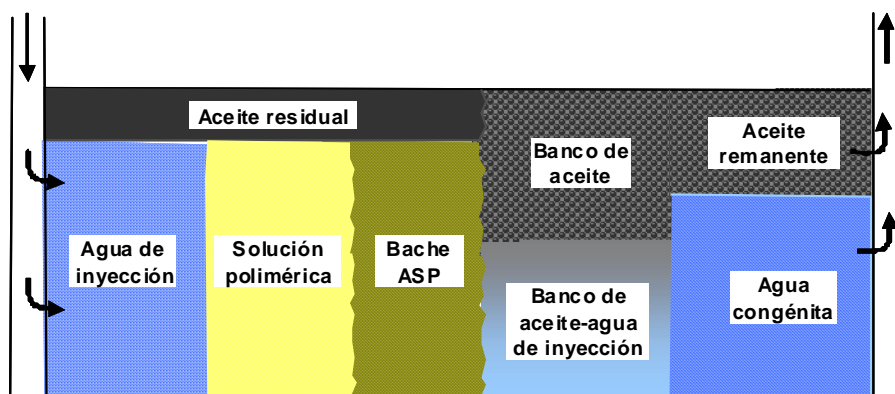 Aceite residual
Banco de
aceite
Aceite
remanente
Agua de
inyección
Solución
polimérica
Bache
ASP
Banco de
aceite-agua
de inyección
Agua
congénita